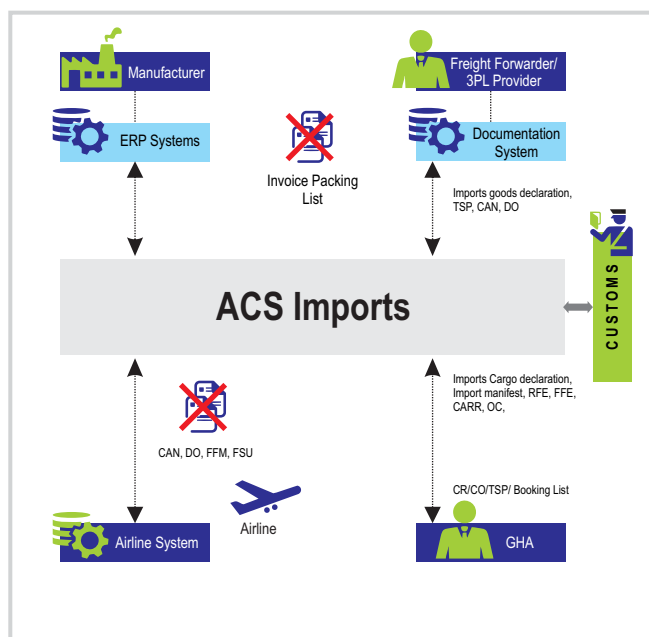 Manufacturer
Freight Forwarder/
3PL Provider
ERP Systems
Documentation
System
Invoice Packing
List
Imports goods declaration,
TSP, CAN, DO
ACS Imports
CUSTOMS
Imports Cargo declaration,
Import manifest, RFE, FFE,
CARR, OC,
CAN, DO, FFM, FSU
CR/CO/TSP/ Booking List
Airline
Airline System
GHA